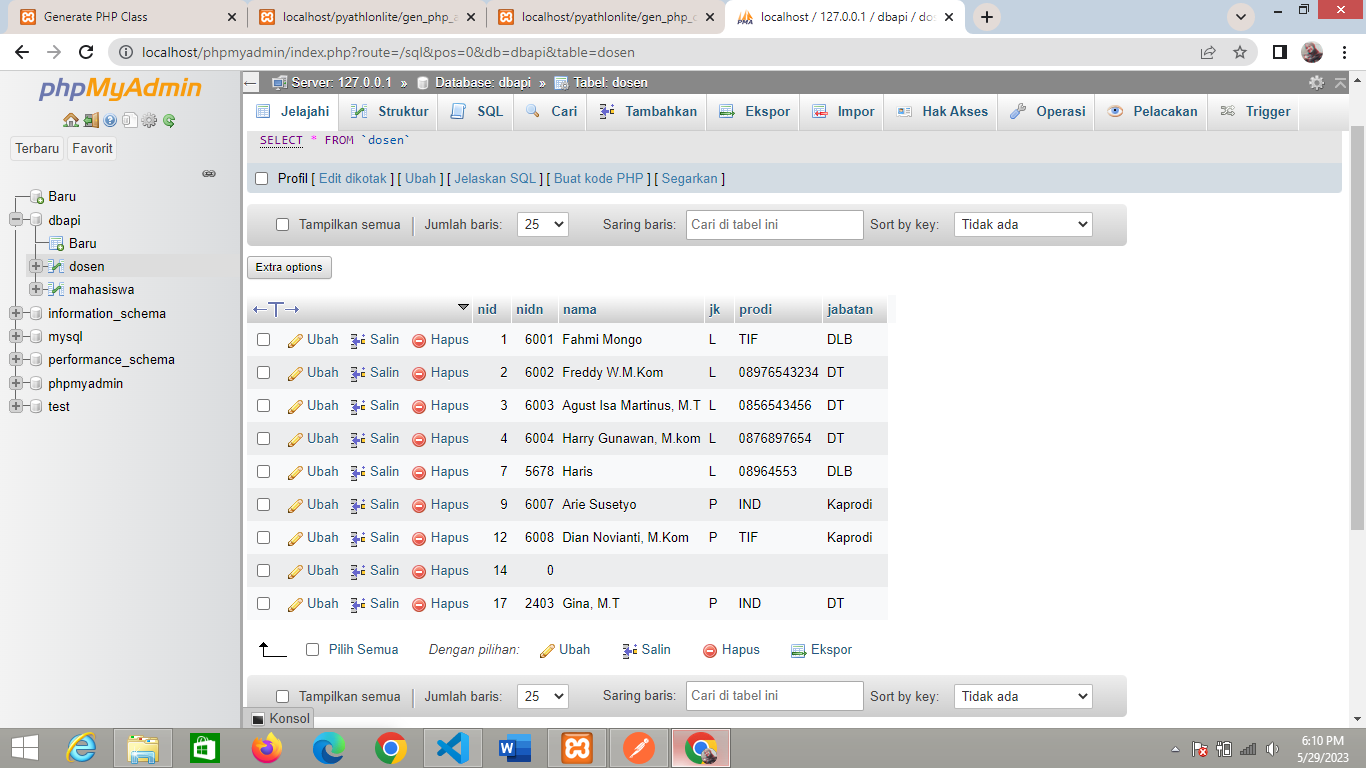 Generate PHP Class
localhost/pyathlonlite/gen_php_a
localhost/pyathlonlite/gen_php_c
localhost / 127.0.0.1 / dbapi / dos
localhost/phpmyadmin/index.php?route=/sql&pos=0&db=dbapi&table=dosen
phpMyAdmin
Terbaru Favorit
Baru
dbapi
Baru
dosen
mahasiswa
information_schema
mysql
performance_schema
phpmyadmin
test
Server: 127.0.0.1 » Database: dbapi » Tabel: dosen
Jelajahi Struktur SQL Cari Tambahkan Ekspor Impor Hak Akses Operasi Pelacakan Trigger
SELECT * FROM `dosen`
Profil [ Edit dikotak ] [ Ubah ] [ Jelaskan SQL ] [ Buat kode PHP ] [ Segarkan ]
Tampilkan semua | Jumlah baris: 25 Saring baris: Cari di tabel ini Sort by key: Tidak ada
Extra options
←T→ nid nidn nama jk prodi jabatan
Ubah Salin Hapus 1 6001 Fahmi Mongo L TIF DLB
Ubah Salin Hapus 2 6002 Freddy W.M.Kom L 08976543234 DT
Ubah Salin Hapus 3 6003 Agust Isa Martinus, M.T L 0856543456 DT
Ubah Salin Hapus 4 6004 Harry Gunawan, M.kom L 0876897654 DT
Ubah Salin Hapus 7 5678 Haris L 08964553 DLB
Ubah Salin Hapus 9 6007 Arie Susetyo P IND Kaprodi
Ubah Salin Hapus 12 6008 Dian Novianti, M.Kom P TIF Kaprodi
Ubah Salin Hapus 14 0
Ubah Salin Hapus 17 2403 Gina, M.T P IND DT
Pilih Semua Dengan pilihan: Ubah Salin Hapus Ekspor
Tampilkan semua | Jumlah baris: 25 Saring baris: Cari di tabel ini Sort by key: Tidak ada
Konsol
6:10 PM
5/29/2023